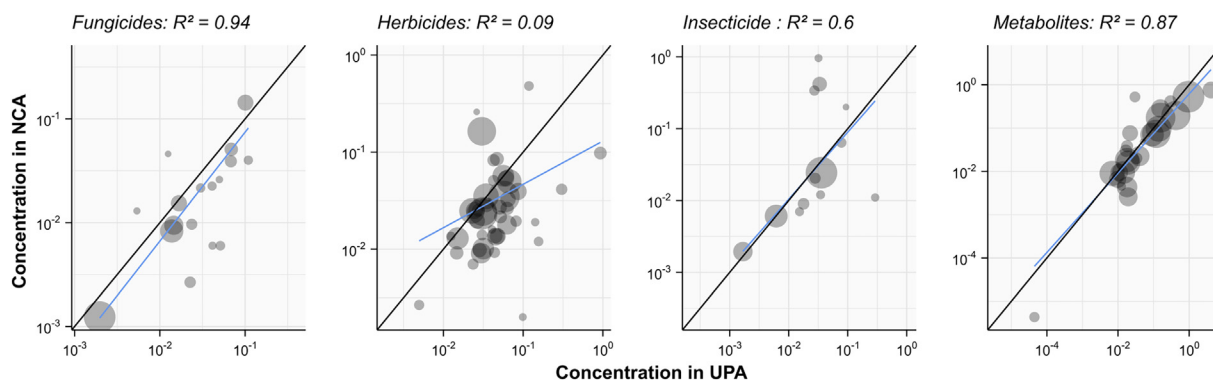 Fungicides: R² = 0.94
Herbicides: R² = 0.09
Insecticide : R² = 0.6
Metabolites: R² = 0.87
Concentration in NCA
10⁻¹
10⁻²
10⁻³
10⁻³ 10⁻² 10⁻¹
10⁰
10⁻¹
10⁻²
10⁻² 10⁻¹ 10⁰
10⁰
10⁻¹
10⁻²
10⁻³
10⁻³ 10⁻² 10⁻¹ 10⁰
10⁰
10⁻²
10⁻⁴
10⁻⁴ 10⁻² 10⁰
Concentration in UPA